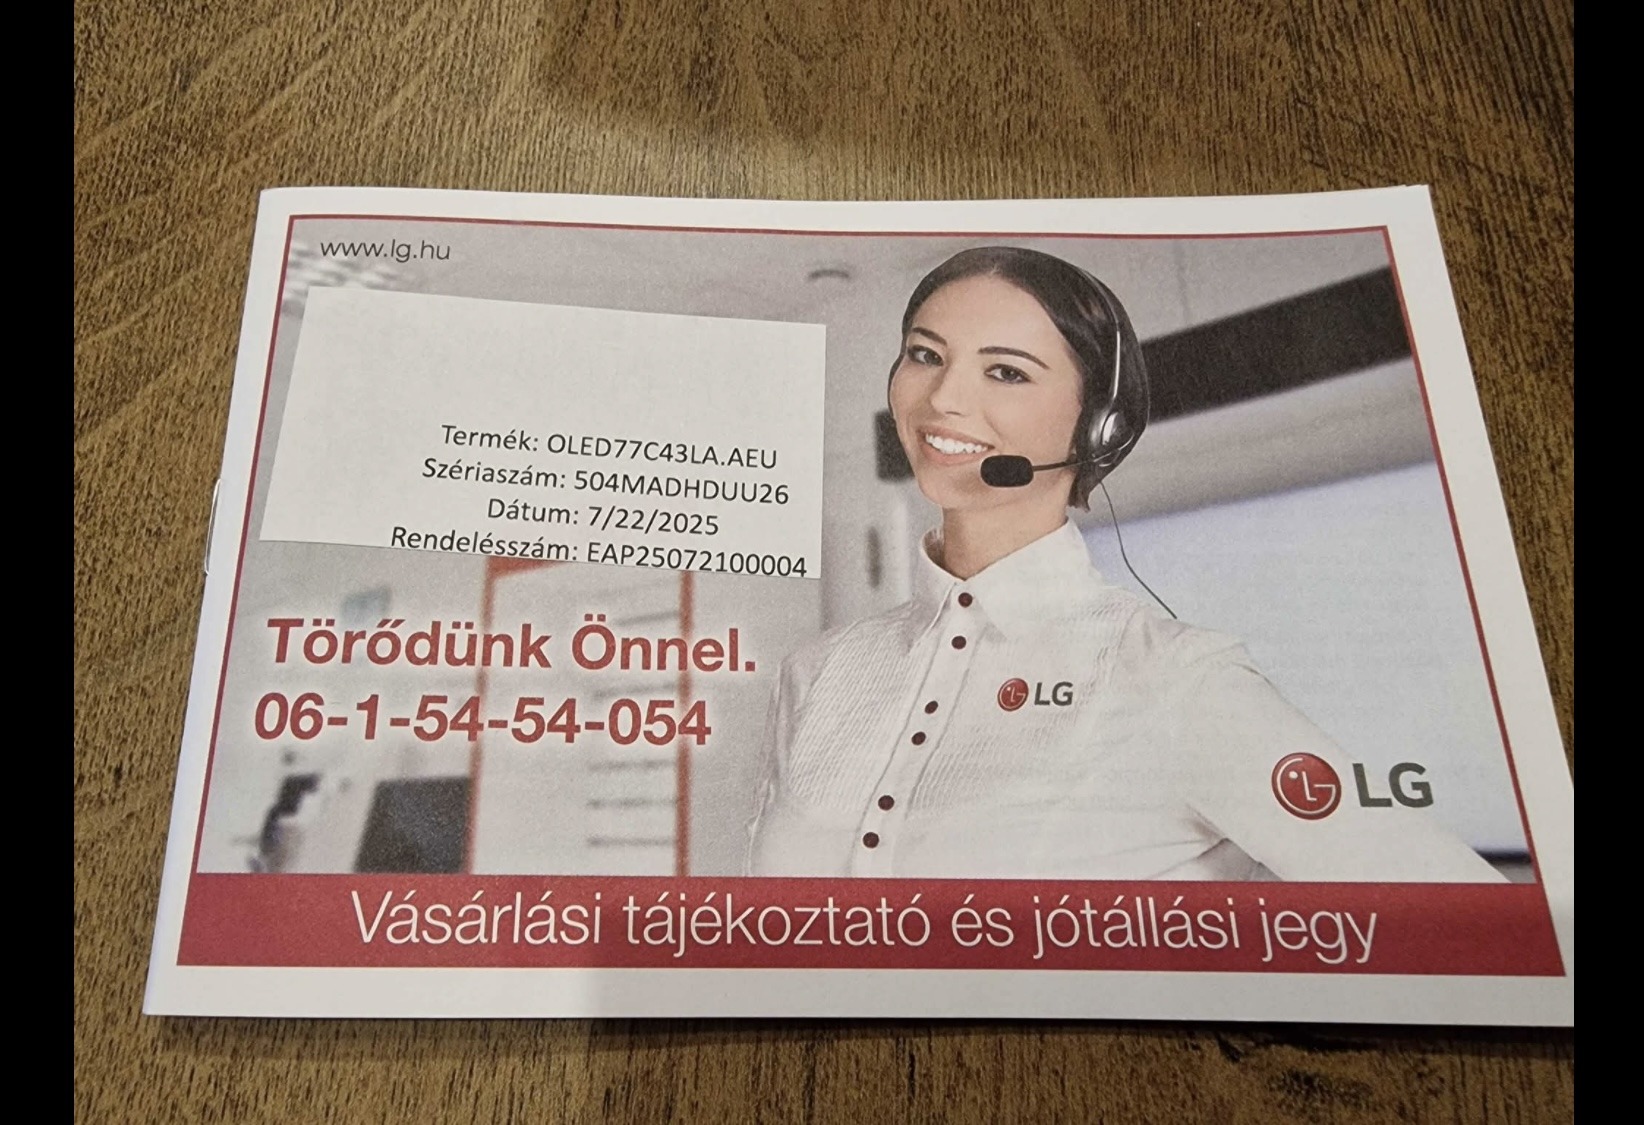 www.lg.hu
Termék: OLED77C43LA.AEU
Szériaszám: 504MADHDUU26
Dátum: 7/22/2025
Rendelésszám: EAP25072100004
Törődünk Önnel.
06-1-54-54-054
LG
LG
Vásárlási tájékoztató és jótállási jegy